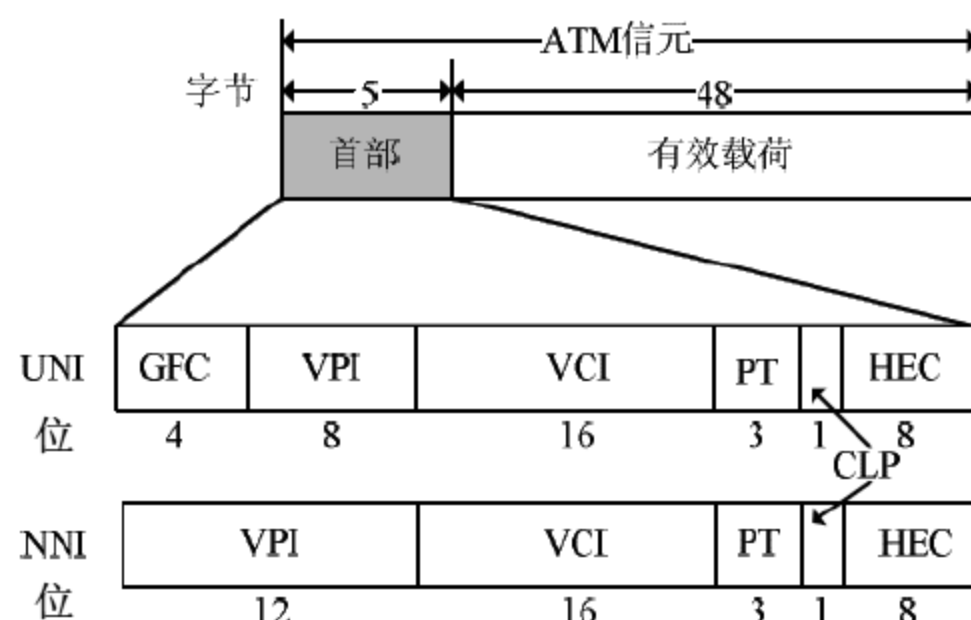 ATM信元
字节 5 48
首部 有效载荷
UNI GFC VPI VCI PT HEC
位 4 8 16 3 1 8
CLP
NNI VPI VCI PT HEC
位 12 16 3 1 8